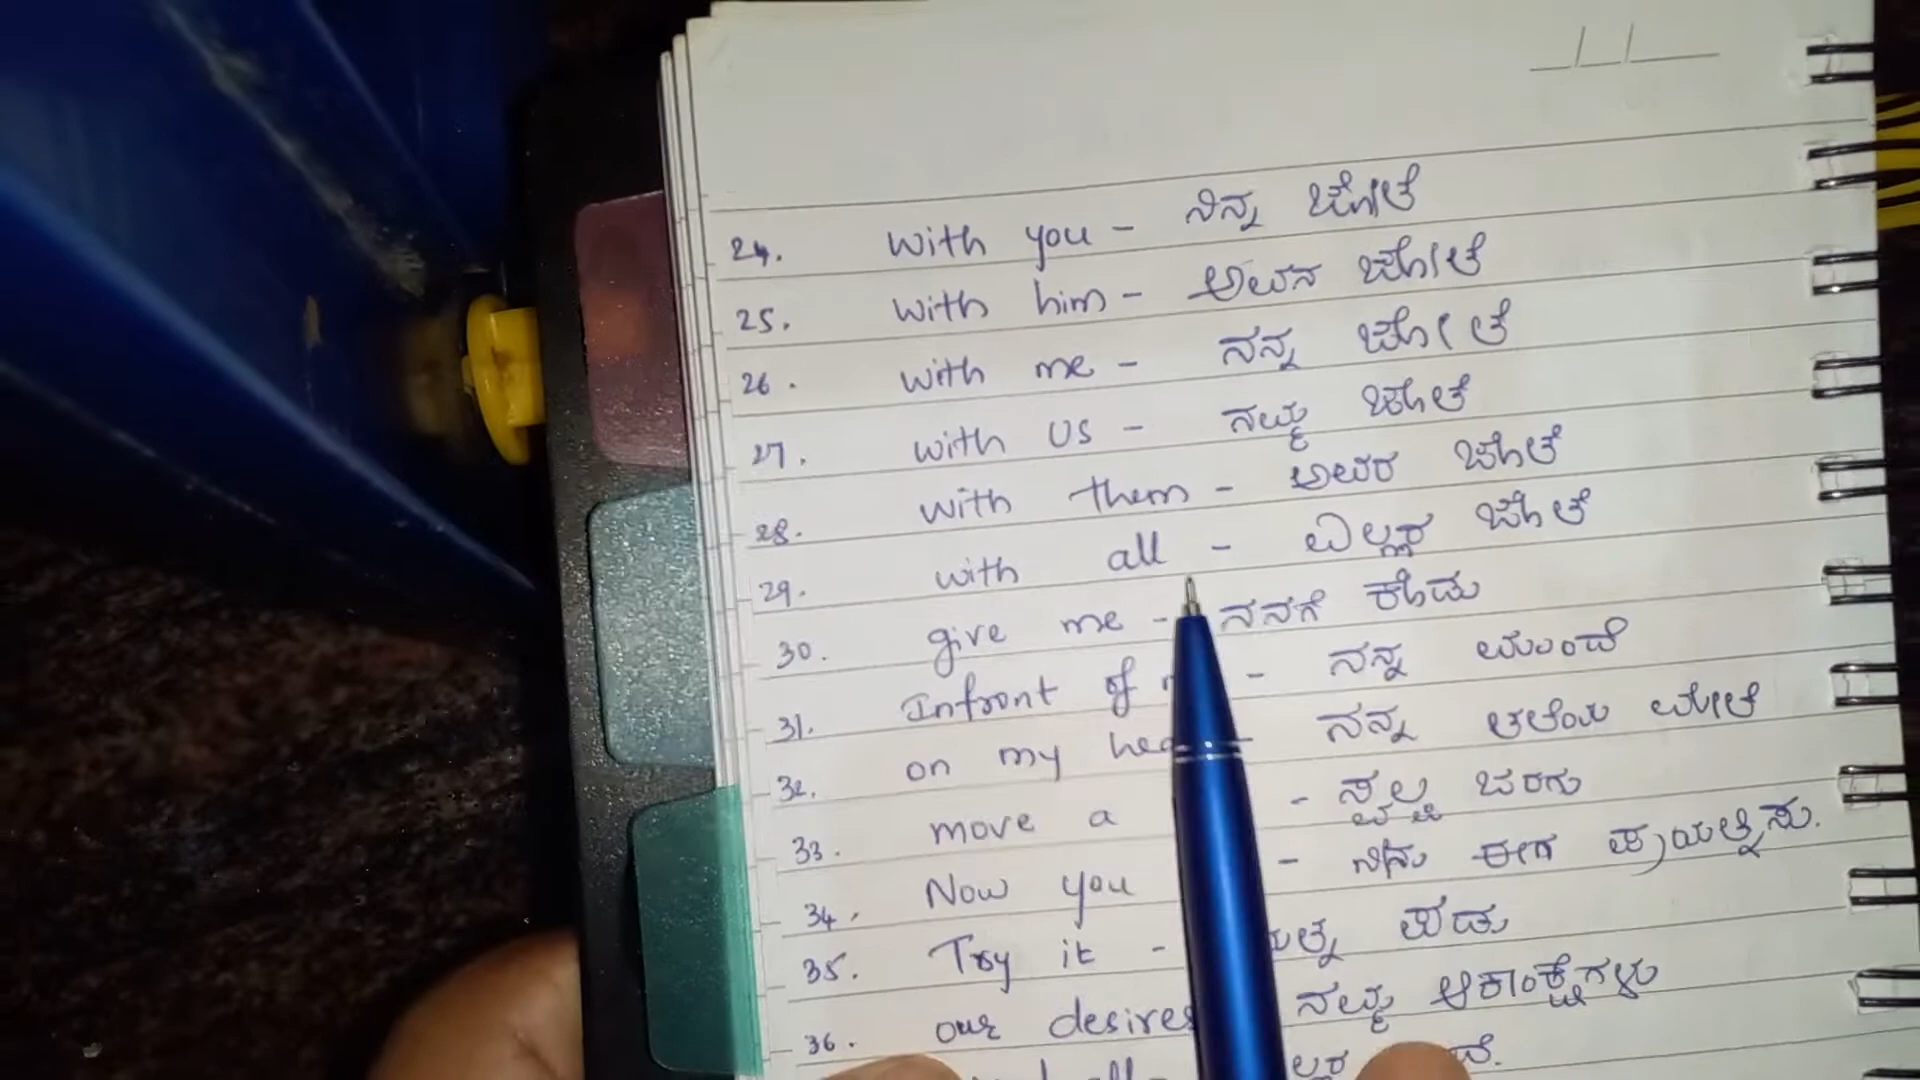 24. With you - ನಿನ್ನ ಜೋತೆ
25. with him - ಅವನ ಜೋತೆ
26. with me - ನನ್ನ ಜೋತೆ
27. with us - ನಮ್ಮ ಜೊತೆ
28. with them - ಅವರ ಜೊತೆ
29. with all - ಎಲ್ಲರ ಜೊತೆ
30. give me - ನನಗೆ ಕೊಡು
31. Infront of - ನನ್ನ ಮುಂದೆ
32. on my - ನನ್ನ ತಲೆಯ ಮೇಲೆ
33. move a - ಸ್ವಲ್ಪ ಜರಗು
34. Now you - ನೀನು ಈಗ ಪ್ರಯತ್ನಿಸು.
35. Try it - ಪಡು
36. our desires ನಮ್ಮ ಆಕಾಂಕ್ಷೆಗಳು